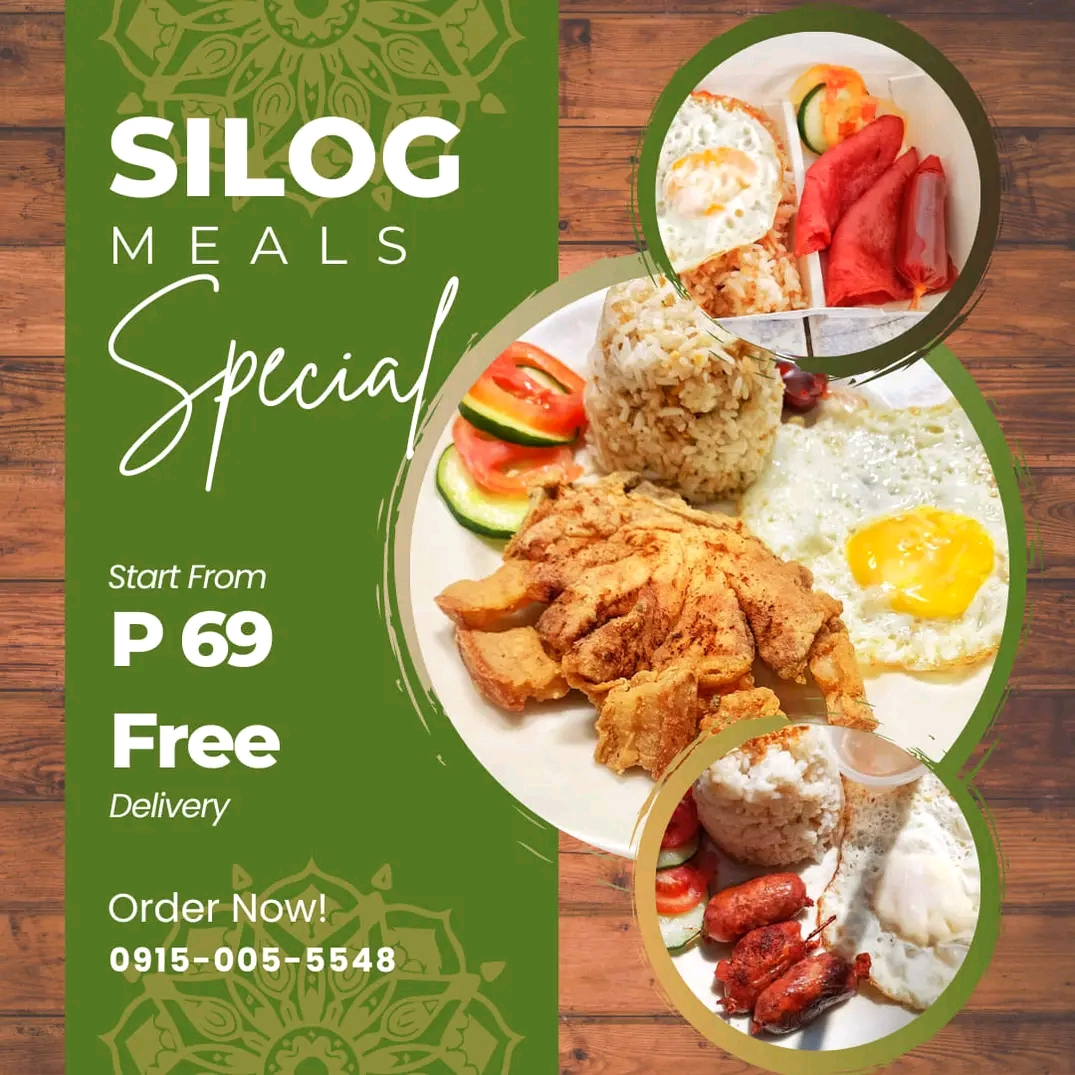 SILOG
MEALS
Special
Start From
P 69
Free
Delivery
Order Now!
0915-005-5548